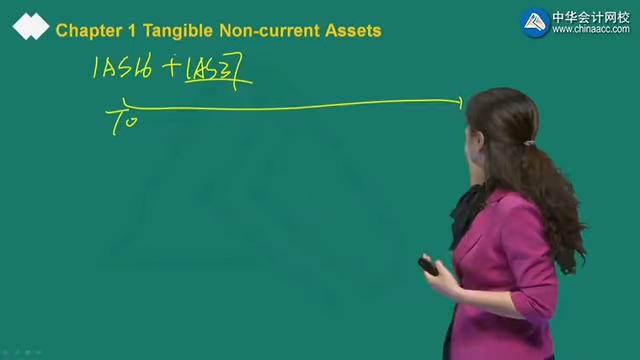 Chapter 1 Tangible Non-current Assets
中华会计网校
www.chinaacc.com
IAS16 + IAS37
T0